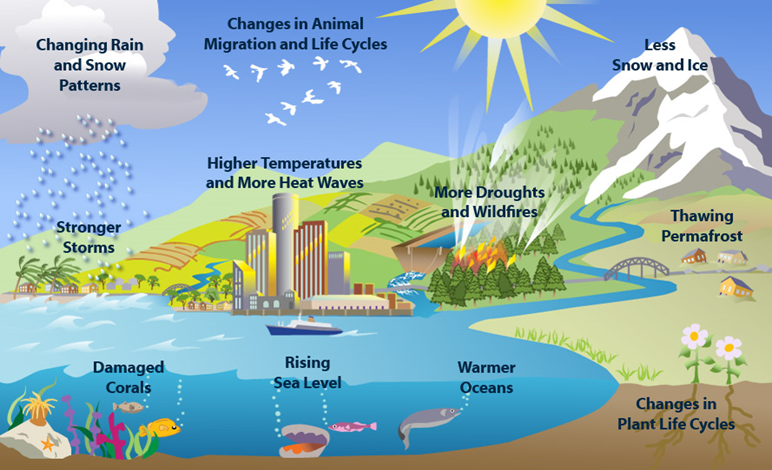 Changing Rain
and Snow
Patterns
Changes in Animal
Migration and Life Cycles
Less
Snow and Ice
Higher Temperatures
and More Heat Waves
More Droughts
and Wildfires
Stronger
Storms
Thawing
Permafrost
Damaged
Corals
Rising
Sea Level
Warmer
Oceans
Changes in
Plant Life Cycles